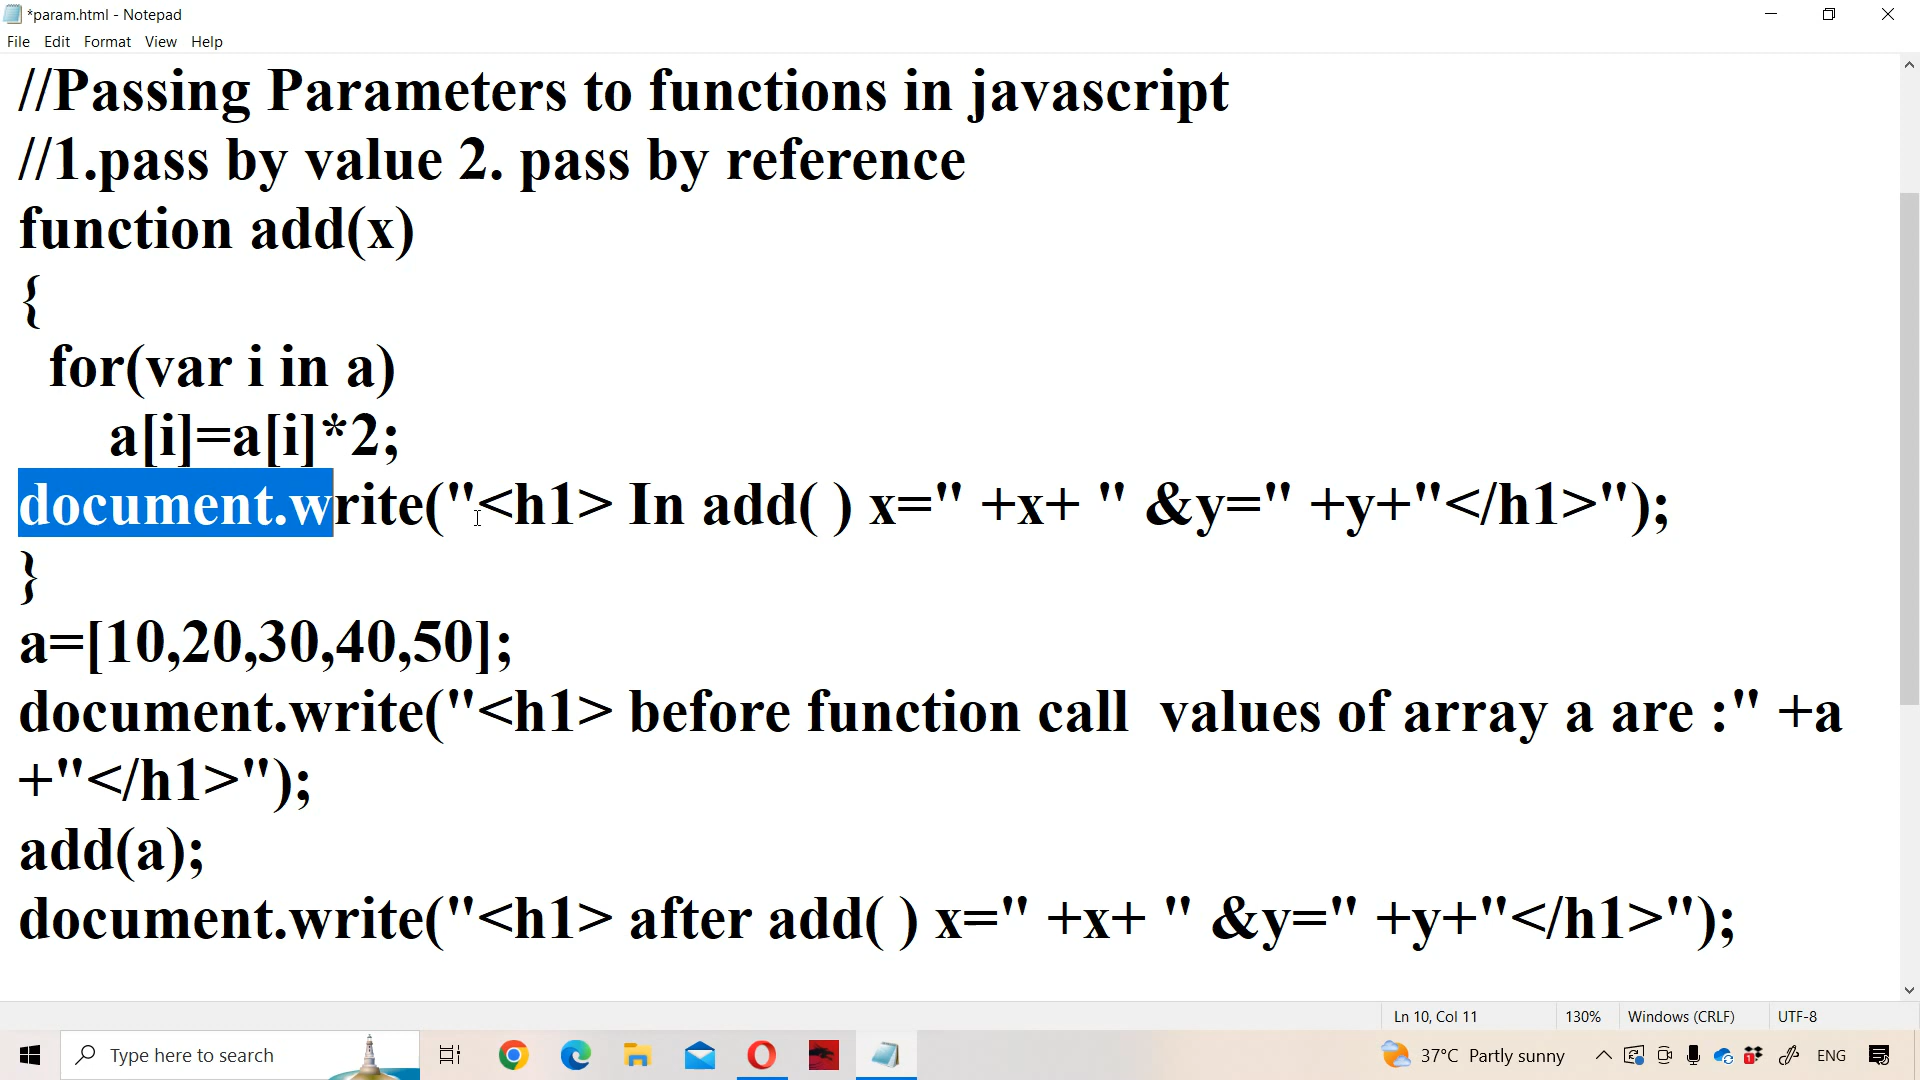 *param.html - Notepad
File Edit Format View Help
//Passing Parameters to functions in javascript
//1.pass by value 2. pass by reference
function add(x)
{
for(var i in a)
a[i]=a[i]*2;
document.write("<h1> In add( ) x=" +x+ " &y=" +y+"</h1>");
}
a=[10,20,30,40,50];
document.write("<h1> before function call  values of array a are :" +a
+"</h1>");
add(a);
document.write("<h1> after add( ) x=" +x+ " &y=" +y+"</h1>");
Ln 10, Col 11 130% Windows (CRLF) UTF-8
Type here to search 37°C Partly sunny ENG